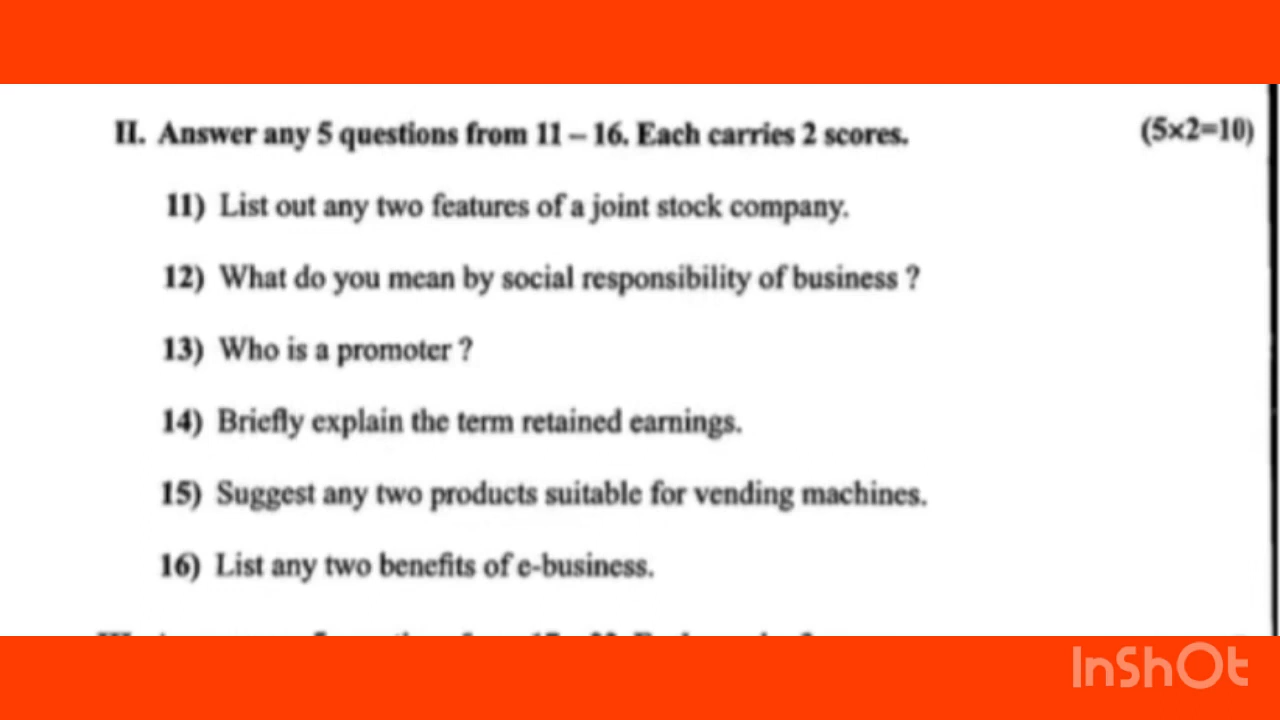 II. Answer any 5 questions from 11 – 16. Each carries 2 scores. (5×2=10)
11) List out any two features of a joint stock company.
12) What do you mean by social responsibility of business ?
13) Who is a promoter ?
14) Briefly explain the term retained earnings.
15) Suggest any two products suitable for vending machines.
16) List any two benefits of e-business.
InShOt